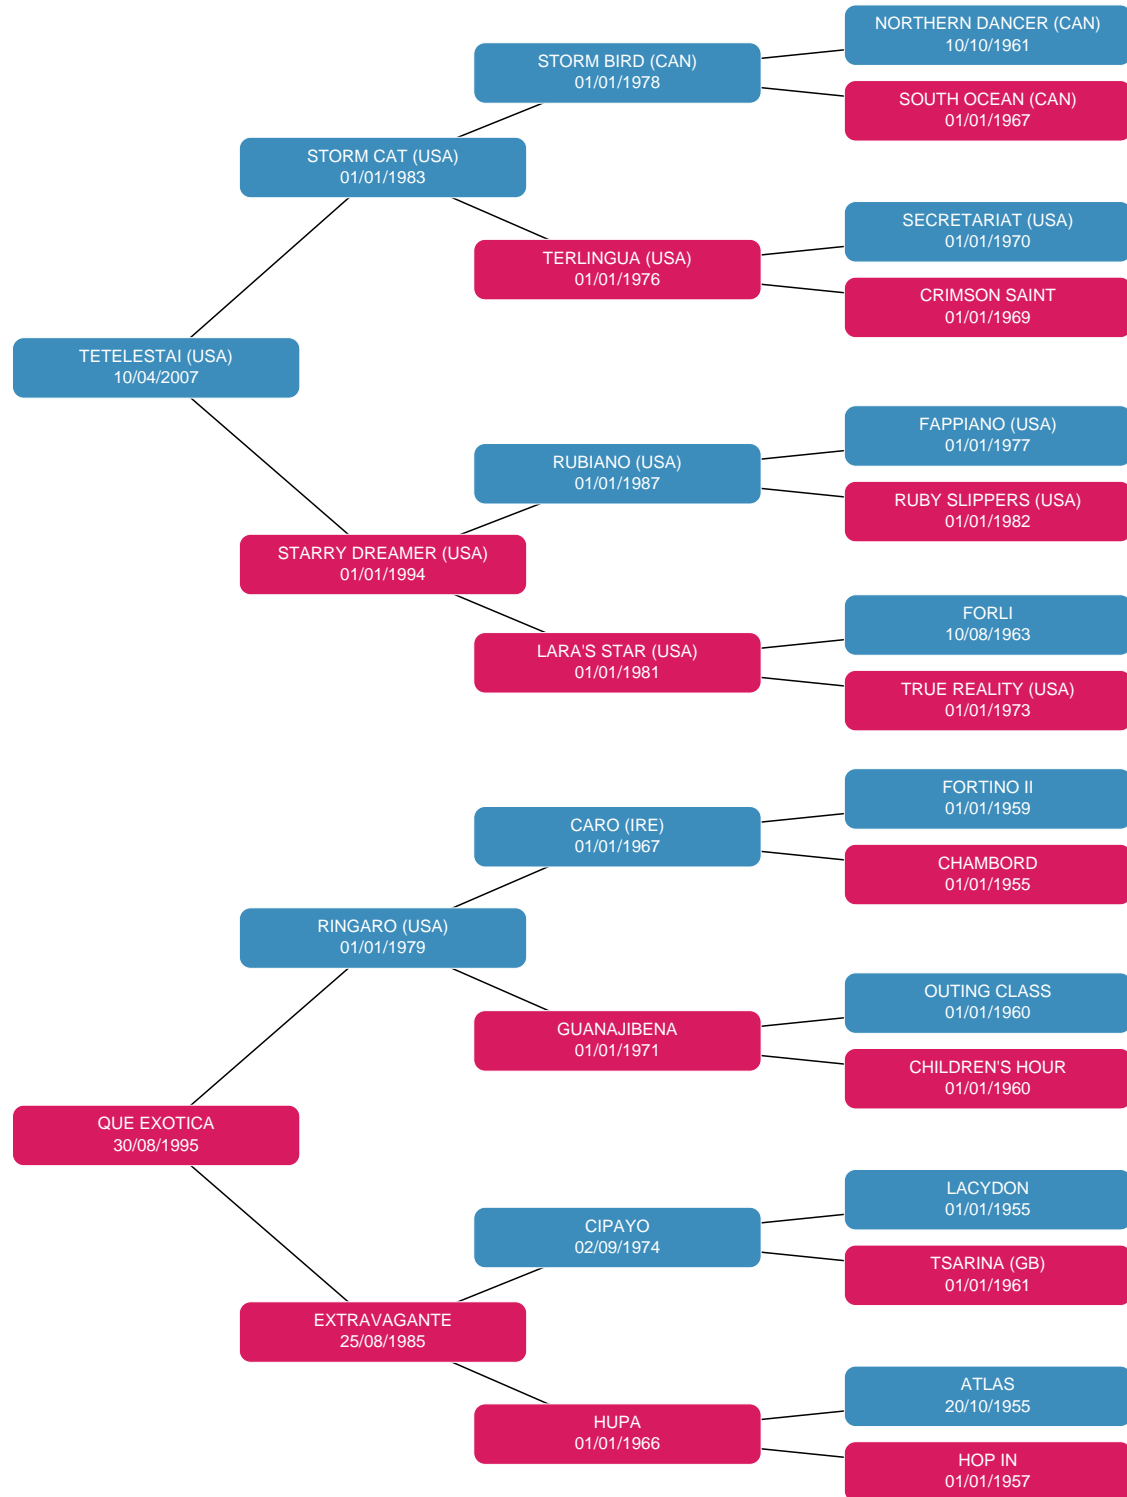 NORTHERN DANCER (CAN)
10/10/1961
STORM BIRD (CAN)
01/01/1978
SOUTH OCEAN (CAN)
01/01/1967
STORM CAT (USA)
01/01/1983
SECRETARIAT (USA)
01/01/1970
TERLINGUA (USA)
01/01/1976
CRIMSON SAINT
01/01/1969
TETELESTAI (USA)
10/04/2007
FAPPIANO (USA)
01/01/1977
RUBIANO (USA)
01/01/1987
RUBY SLIPPERS (USA)
01/01/1982
STARRY DREAMER (USA)
01/01/1994
FORLI
10/08/1963
LARA'S STAR (USA)
01/01/1981
TRUE REALITY (USA)
01/01/1973
FORTINO II
01/01/1959
CARO (IRE)
01/01/1967
CHAMBORD
01/01/1955
RINGARO (USA)
01/01/1979
OUTING CLASS
01/01/1960
GUANAJIBENA
01/01/1971
CHILDREN'S HOUR
01/01/1960
QUE EXOTICA
30/08/1995
LACYDON
01/01/1955
CIPAYO
02/09/1974
TSARINA (GB)
01/01/1961
EXTRAVAGANTE
25/08/1985
ATLAS
20/10/1955
HUPA
01/01/1966
HOP IN
01/01/1957